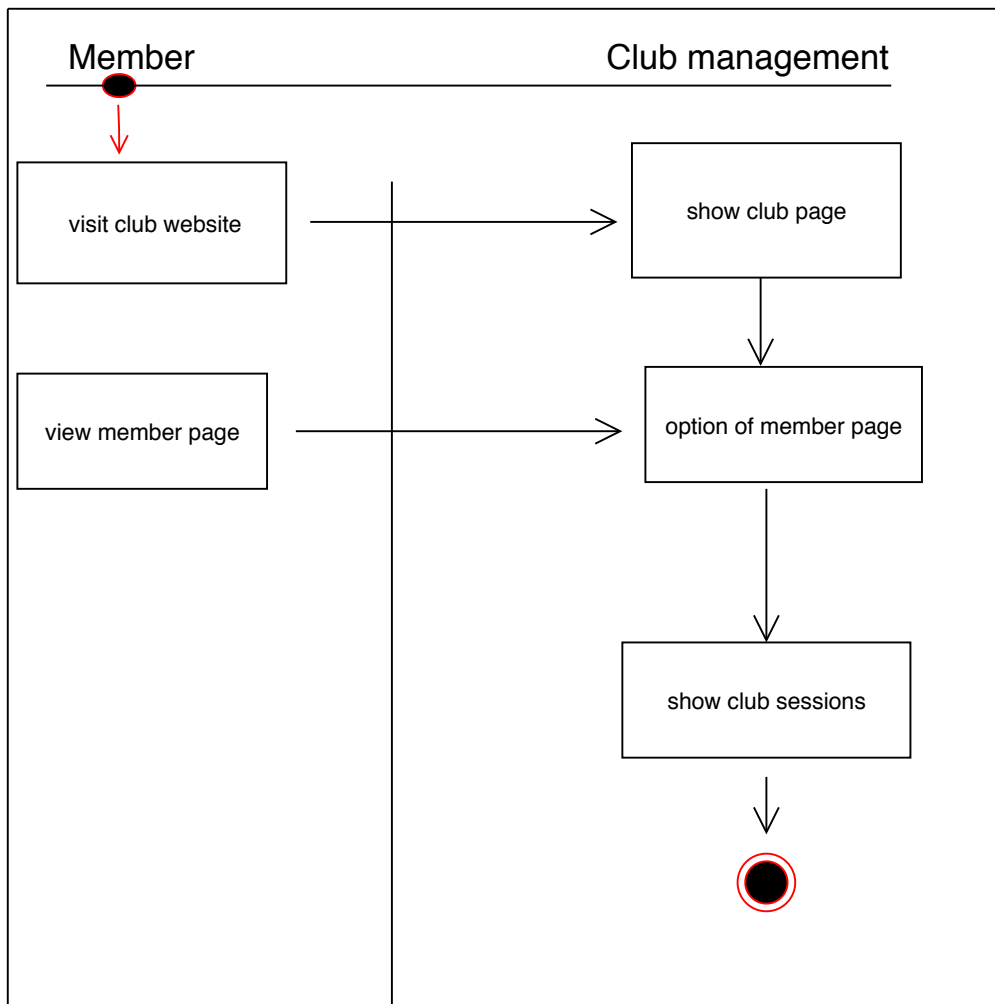 Member
Club management
visit club website
show club page
view member page
option of member page
show club sessions